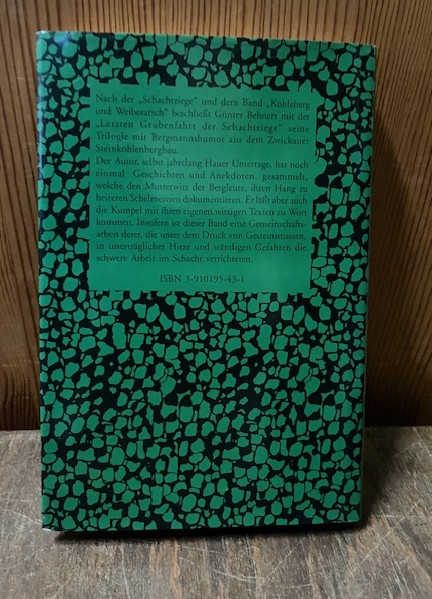 Nach der „Schachtziege“ und dem Band „Kohleberg
und Weiberarsch“ beschließt Günter Behnert mit der
„Letzten Grubenfahrt der Schachtziege“ seine
Trilogie mit Bergmannshumor aus dem Zwickauer
Steinkohlenbergbau.
Der Autor, selbst jahrelang Hauer Untertage, hat noch
einmal Geschichten und Anekdoten gesammelt,
welche den Mutterwitz der Bergleute, ihren Hang zu
heiteren Schelmereien dokumentieren. Er läßt aber auch
die Kumpel mit ihren eigenen witzigen Texten zu Wort
kommen. Insofern ist dieser Band eine Gemeinschafts-
arbeit derer, die unter dem Druck von Gesteinsmassen,
in unerträglicher Hitze und ständigen Gefahren die
schwere Arbeit im Schacht verrichteten.
ISBN 3-910195-43-1